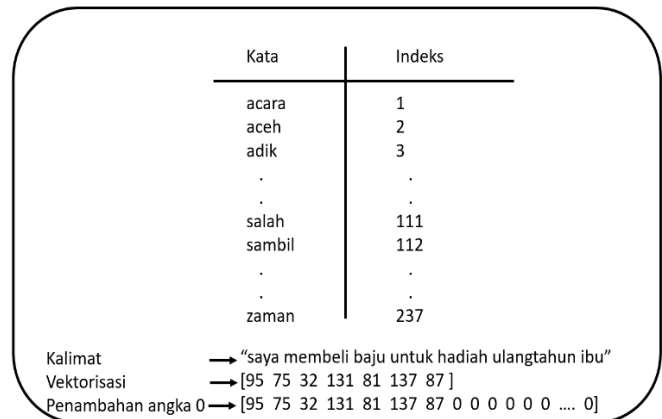 Kata Indeks
acara 1
aceh 2
adik 3
. .
. .
salah 111
sambil 112
. .
. .
zaman 237
Kalimat → “saya membeli baju untuk hadiah ulangtahun ibu”
Vektorisasi → [95 75 32 131 81 137 87 ]
Penambahan angka 0 → [95 75 32 131 81 137 87 0 0 0 0 0 0 .... 0]